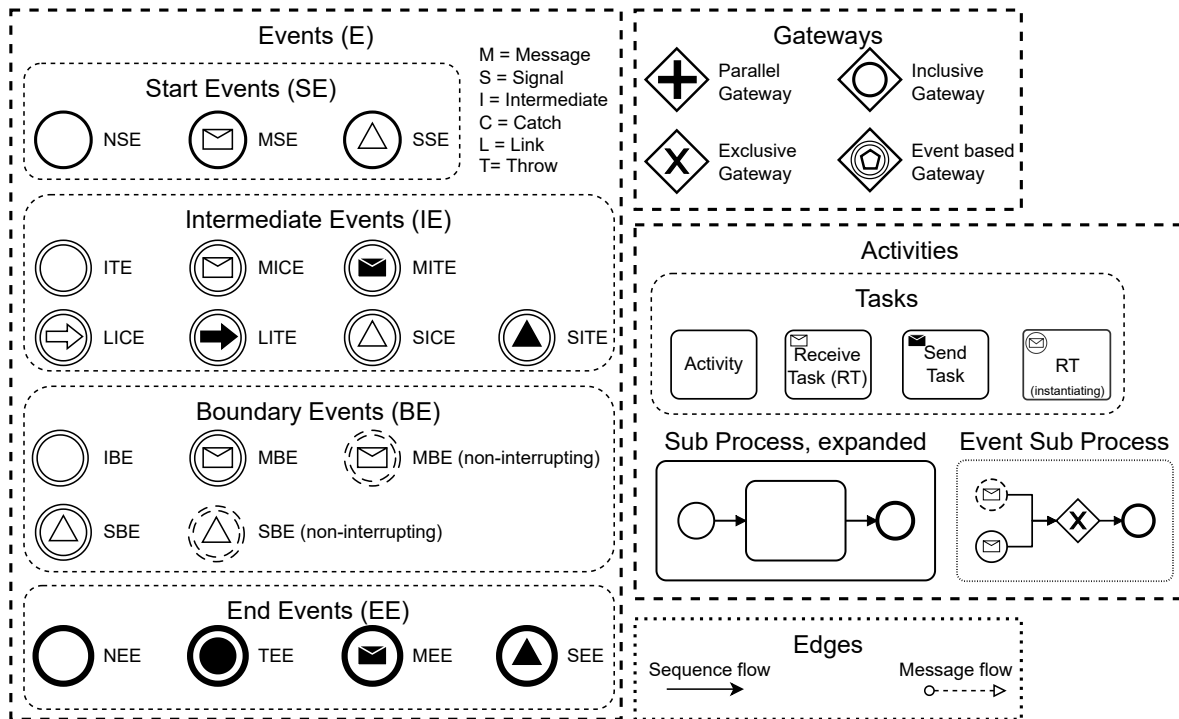 Events (E)
M = Message
S = Signal
I = Intermediate
C = Catch
L = Link
T= Throw
Start Events (SE)
NSE
MSE
SSE
Intermediate Events (IE)
ITE
MICE
MITE
LICE
LITE
SICE
SITE
Boundary Events (BE)
IBE
MBE
MBE (non-interrupting)
SBE
SBE (non-interrupting)
End Events (EE)
NEE
TEE
MEE
SEE
Gateways
Parallel
Gateway
Inclusive
Gateway
X
Exclusive
Gateway
Event based
Gateway
Activities
Tasks
Activity
Receive
Task (RT)
Send
Task
RT
(instantiating)
Sub Process, expanded
Event Sub Process
X
Edges
Sequence flow
Message flow